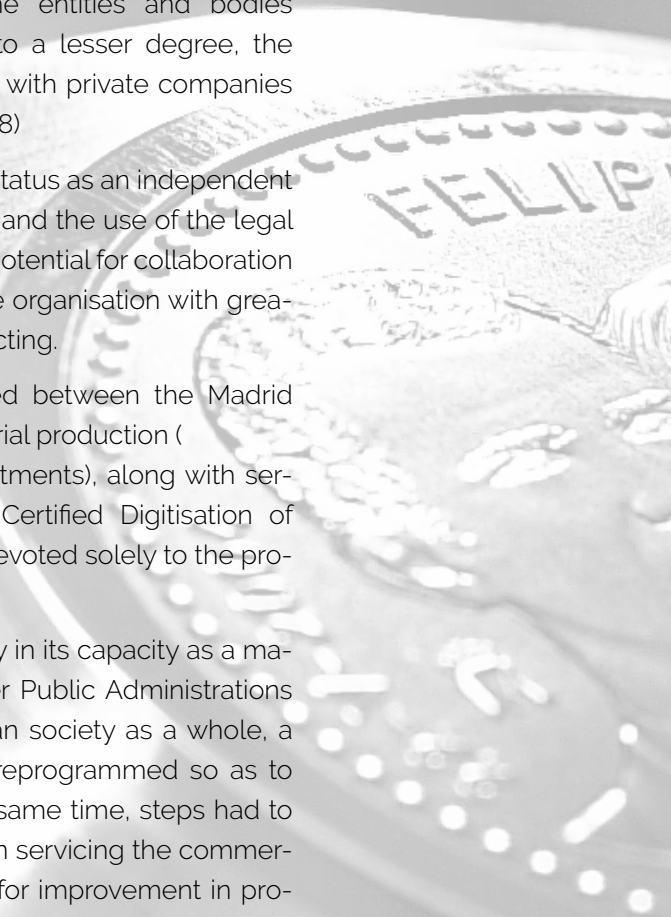 entities and bodies
to a lesser degree, the
with private companies
8)
tatus as an independent
and the use of the legal
otential for collaboration
e organisation with grea-
cting.
ed between the Madrid
rial production (
tments), along with ser-
Certified Digitisation of
evoted solely to the pro-
y in its capacity as a ma-
er Public Administrations
an society as a whole, a
reprogrammed so as to
same time, steps had to
n servicing the commer-
for improvement in pro-
FELIP